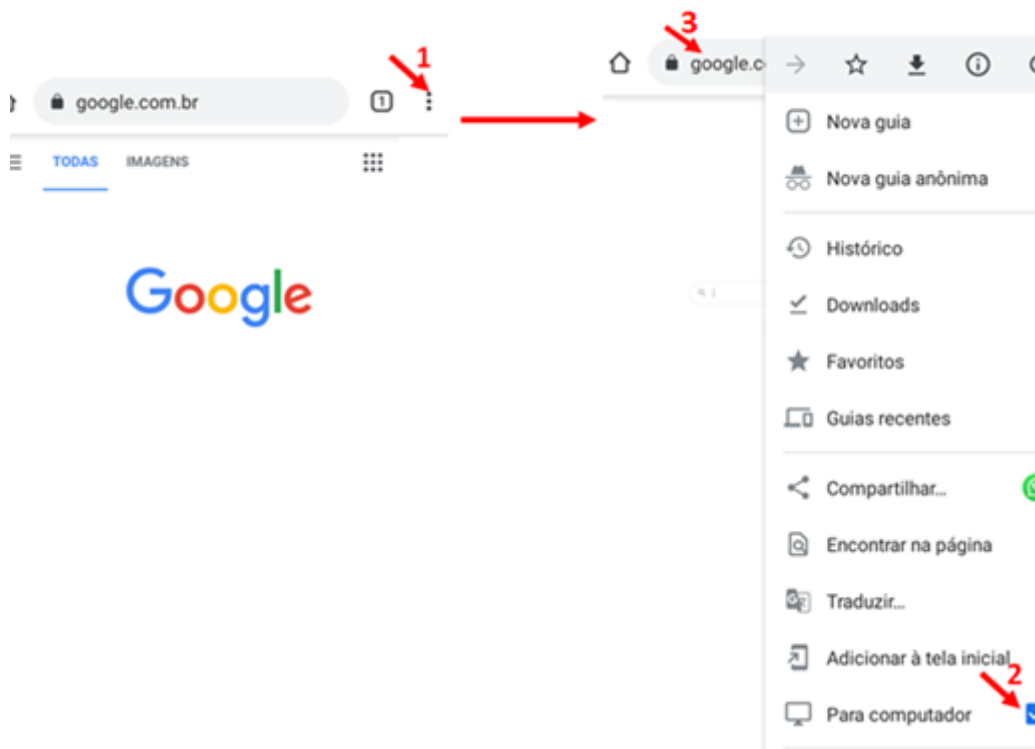 1
google.com.br
1
TODAS IMAGENS
Google
3
google.c
Nova guia
Nova guia anônima
Histórico
Downloads
Favoritos
Guias recentes
Compartilhar...
Encontrar na página
Traduzir...
Adicionar à tela inicial
2
Para computador